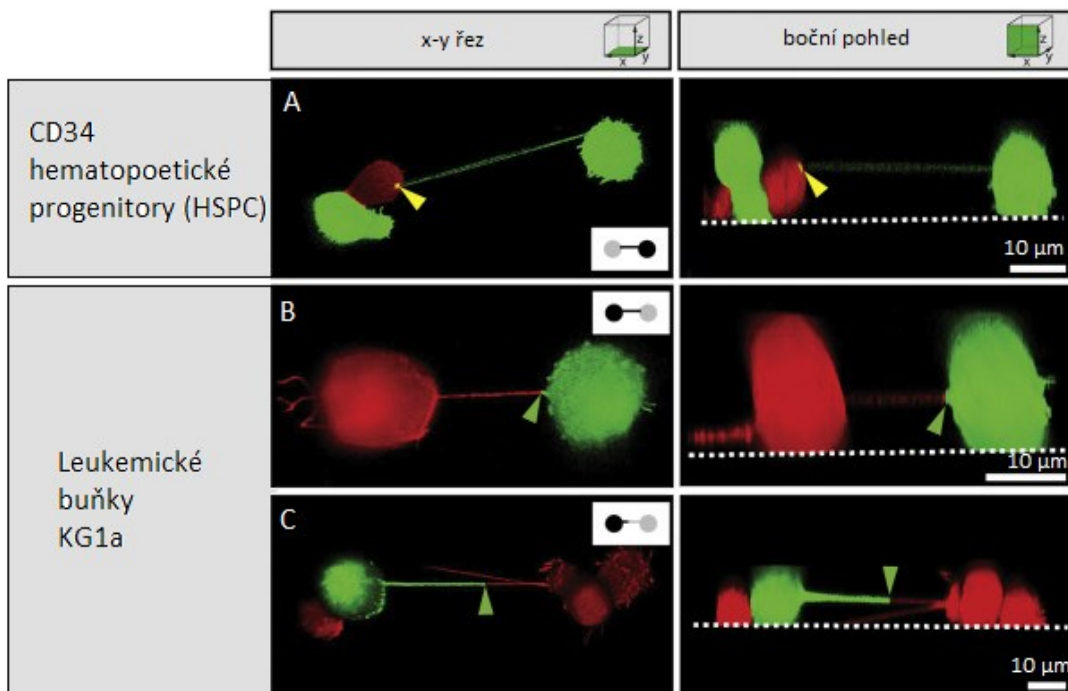 x-y řez
z
x
y
boční pohled
z
x
y
CD34
hematopoetické
progenitory (HSPC)
A
10 µm
Leukemické
buňky
KG1a
B
10 µm
C
10 µm